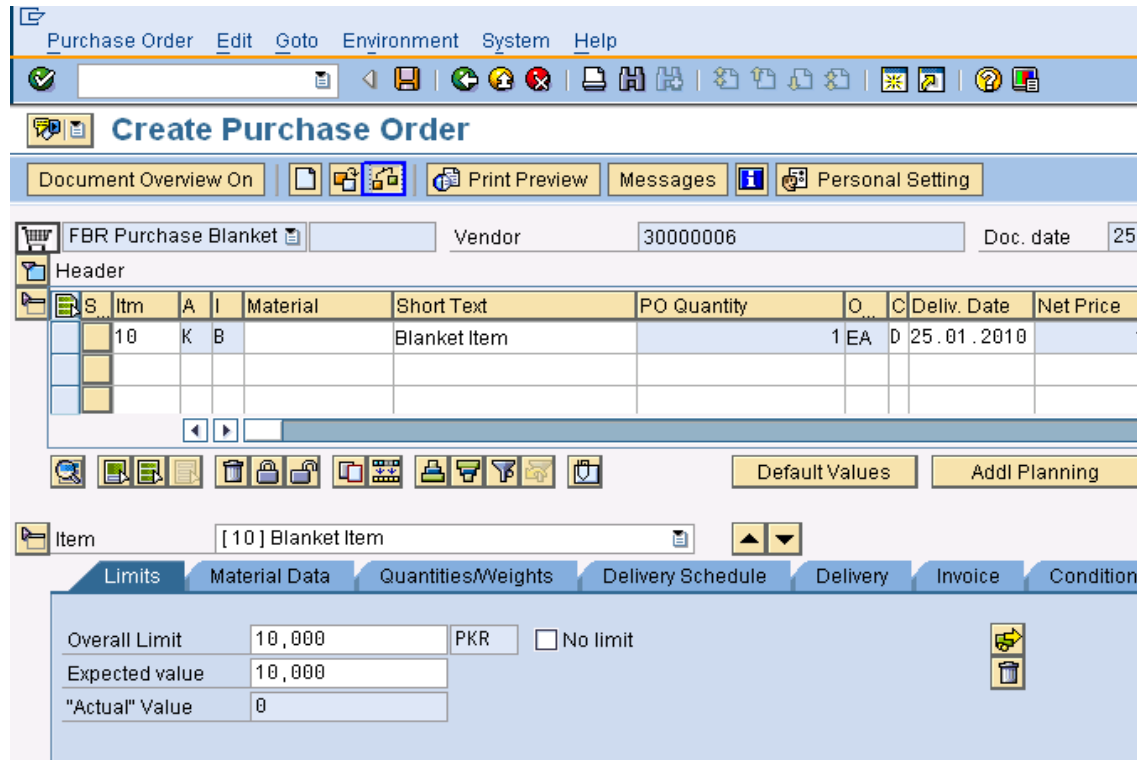 Purchase Order Edit Goto Environment System Help
Create Purchase Order
Document Overview On Print Preview Messages Personal Setting
FBR Purchase Blanket Vendor 30000006 Doc. date 25
Header
S... Itm A I Material Short Text PO Quantity O... C Deliv. Date Net Price
10 K B Blanket Item 1 EA D 25.01.2010
Default Values Addl Planning
Item [ 10 ] Blanket Item
Limits Material Data Quantities/Weights Delivery Schedule Delivery Invoice Condition
Overall Limit 10,000 PKR No limit
Expected value 10,000
"Actual" Value 0